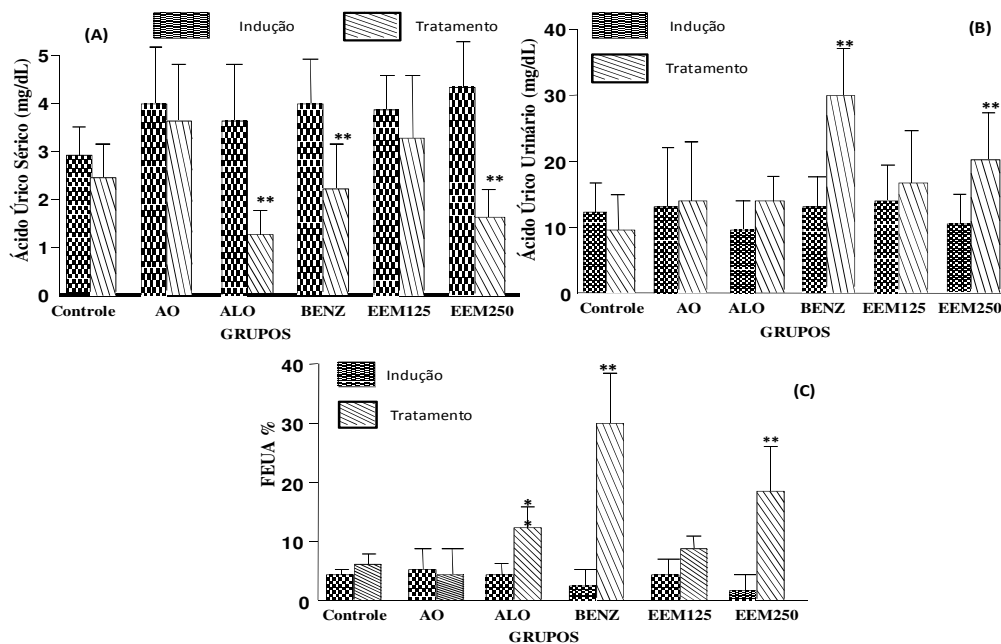 (A)
Indução
Tratamento
Ácido Úrico Sérico (mg/dL)
5
4
3
2
1
0
**
**
**
Controle AO ALO BENZ EEM125 EEM250
GRUPOS
(B)
Indução
Tratamento
Ácido Úrico Urinário (mg/dL)
40
30
20
10
0
**
**
Controle AO ALO BENZ EEM125 EEM250
GRUPOS
(C)
Indução
Tratamento
FEUA %
40
30
20
10
0
*
*
**
**
Controle AO ALO BENZ EEM125 EEM250
GRUPOS